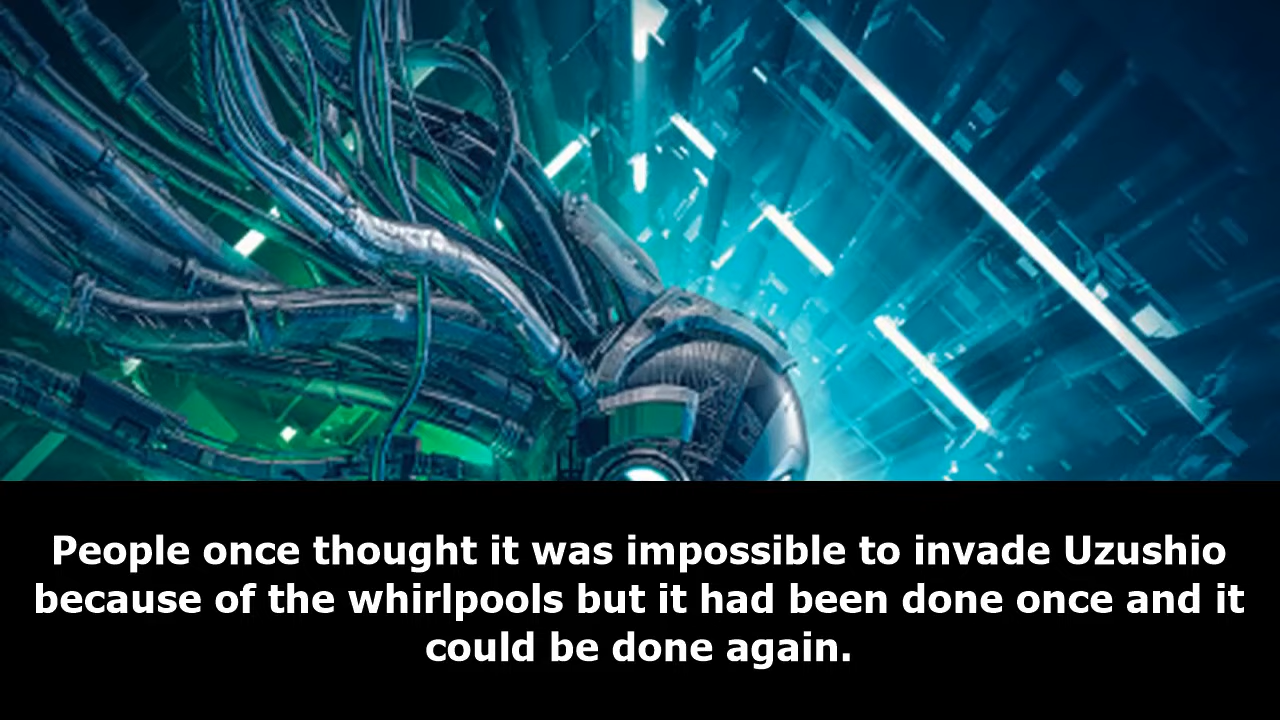 People once thought it was impossible to invade Uzushio
because of the whirlpools but it had been done once and it
could be done again.